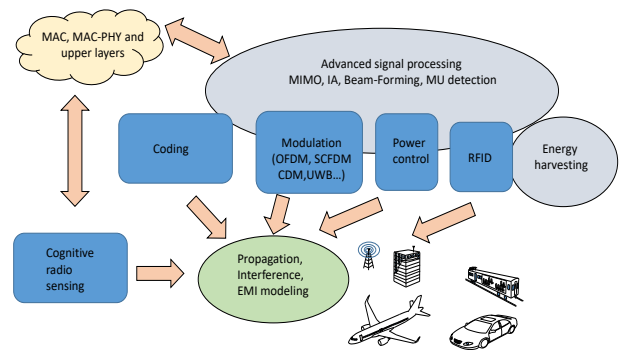 MAC, MAC-PHY and
upper layers
Advanced signal processing
MIMO, IA, Beam-Forming, MU detection
Coding
Modulation
(OFDM, SCFDM
CDM,UWB...)
Power
control
RFID
Energy
harvesting
Cognitive
radio
sensing
Propagation,
Interference,
EMI modeling